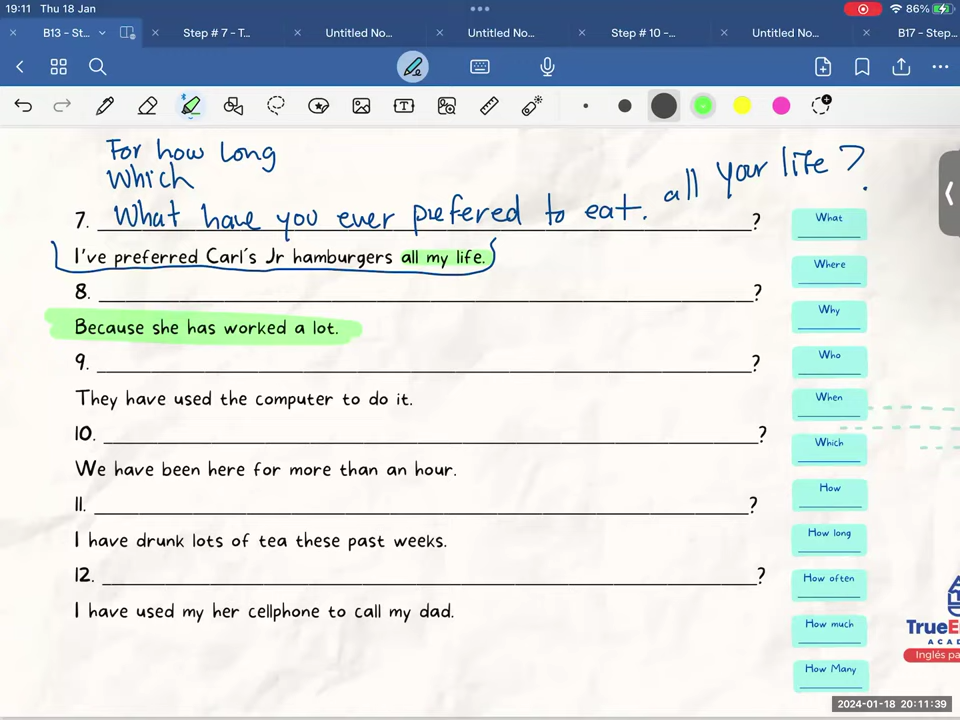 19:11 Thu 18 Jan
86%
B13 - St...
Step # 7 - T...
Untitled No...
Untitled No...
Step # 10 -...
Untitled No...
B17 - Step...
For how long
Which
7. What have you ever prefered to eat. all your life?
?
I've preferred Carl's Jr hamburgers all my life.
8. ?
Because she has worked a lot.
9. ?
They have used the computer to do it.
10. ?
We have been here for more than an hour.
11. ?
I have drunk lots of tea these past weeks.
12. ?
I have used my her cellphone to call my dad.
What
Where
Why
Who
When
Which
How
How long
How often
How much
How Many
Inglés pa
2024-01-18 20:11:39